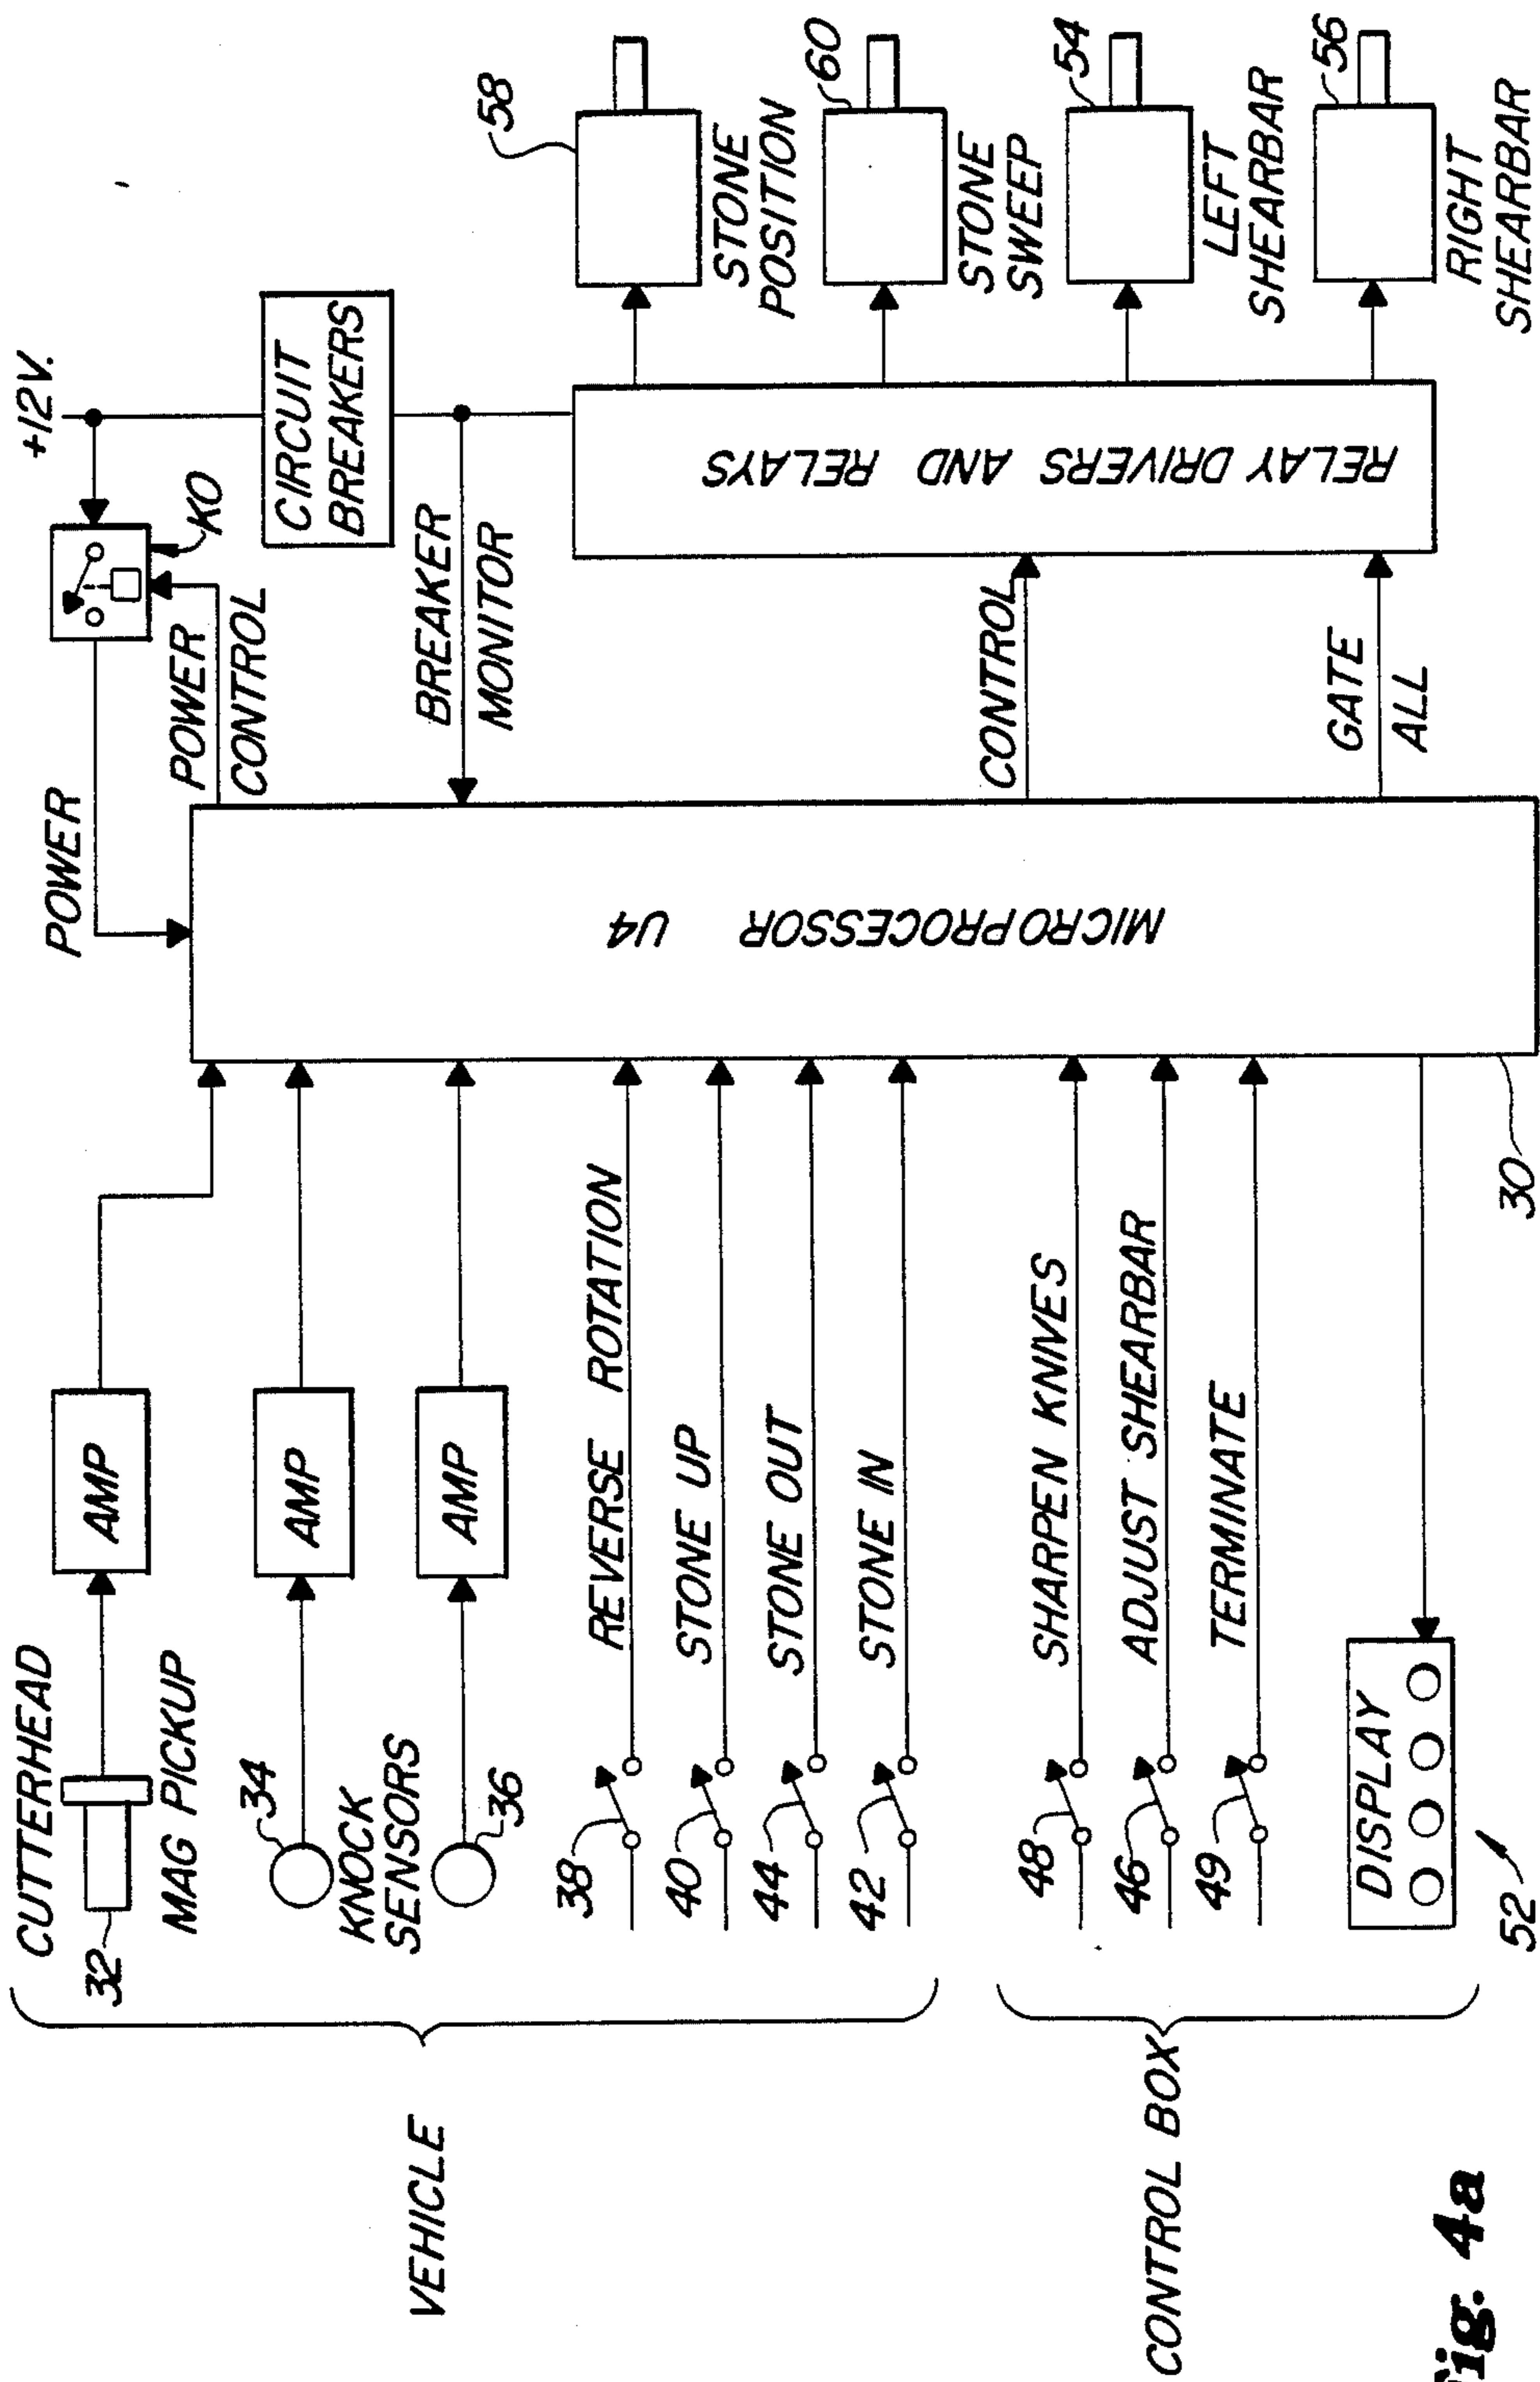 CUTTERHEAD
32
MAG PICKUP
AMP
34
KNOCK
SENSORS
36
AMP
AMP
38
REVERSE ROTATION
40
STONE UP
44
STONE OUT
42
STONE IN
VEHICLE
48
SHARPEN KNIVES
46
ADJUST SHEARBAR
49
TERMINATE
DISPLAY
52
CONTROL BOX
POWER
POWER
CONTROL
KO
+12V.
CIRCUIT
BREAKERS
BREAKER
MONITOR
MICROPROCESSOR U4
30
CONTROL
GATE
ALL
RELAY DRIVERS AND RELAYS
58
STONE
POSITION
60
STONE
SWEEP
54
LEFT
SHEARBAR
56
RIGHT
SHEARBAR
Fig. 4a